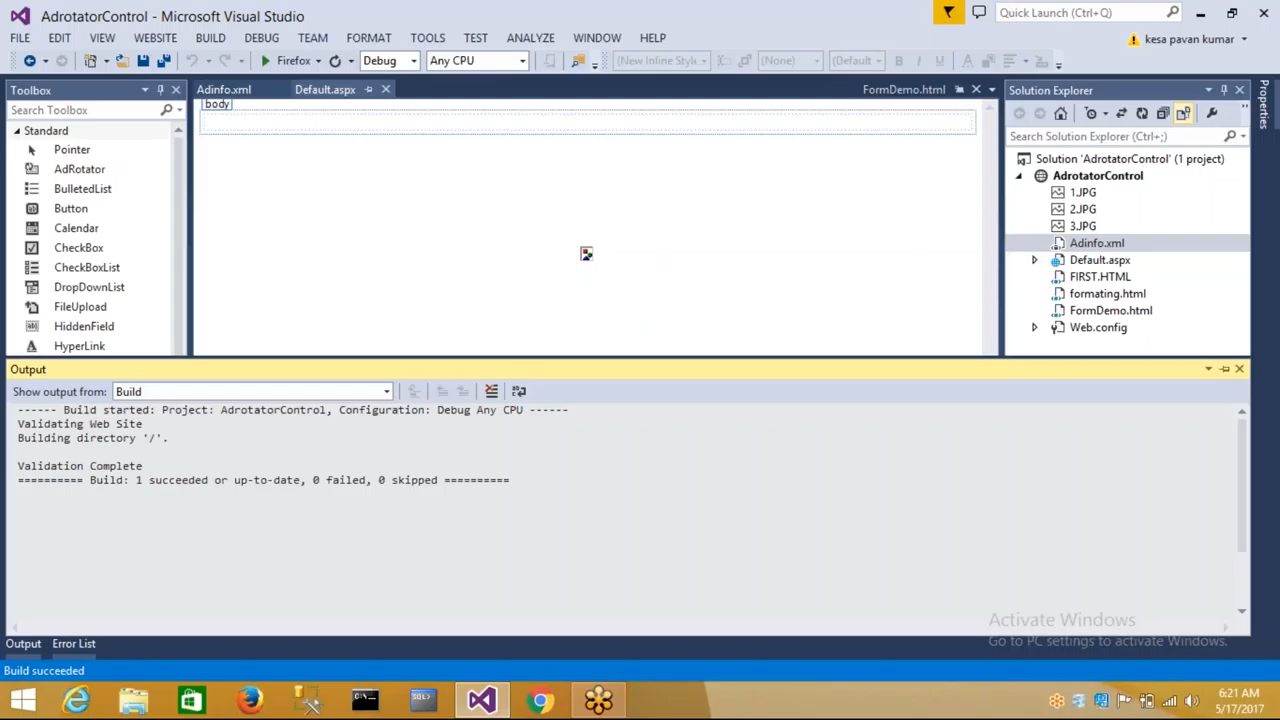 AdrotatorControl - Microsoft Visual Studio
Quick Launch (Ctrl+Q)
FILE EDIT VIEW WEBSITE BUILD DEBUG TEAM FORMAT TOOLS TEST ANALYZE WINDOW HELP
kesa pavan kumar
Firefox Debug Any CPU (New Inline Style (None) (Default
Toolbox
Adinfo.xml Default.aspx FormDemo.html
Solution Explorer
Properties
body
Search Toolbox
Search Solution Explorer (Ctrl+;)
Standard
Pointer
AdRotator
BulletedList
Button
Calendar
CheckBox
CheckBoxList
DropDownList
FileUpload
HiddenField
HyperLink
Solution 'AdrotatorControl' (1 project)
AdrotatorControl
1.JPG
2.JPG
3.JPG
Adinfo.xml
Default.aspx
FIRST.HTML
formating.html
FormDemo.html
Web.config
Output
Show output from: Build
------ Build started: Project: AdrotatorControl, Configuration: Debug Any CPU ------
Validating Web Site
Building directory '/'.
Validation Complete
========== Build: 1 succeeded or up-to-date, 0 failed, 0 skipped ==========
Activate Windows
Go to PC settings to activate Windows.
Output Error List
Build succeeded
6:21 AM
5/17/2017